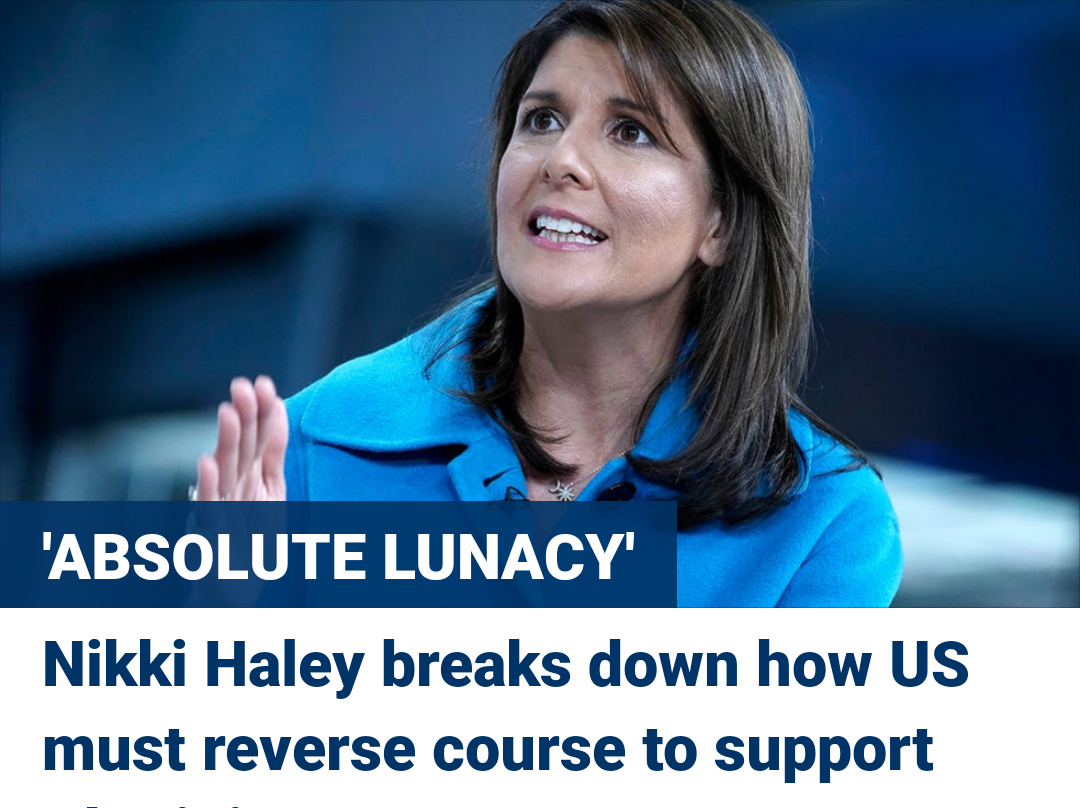 'ABSOLUTE LUNACY'
Nikki Haley breaks down how US
must reverse course to support